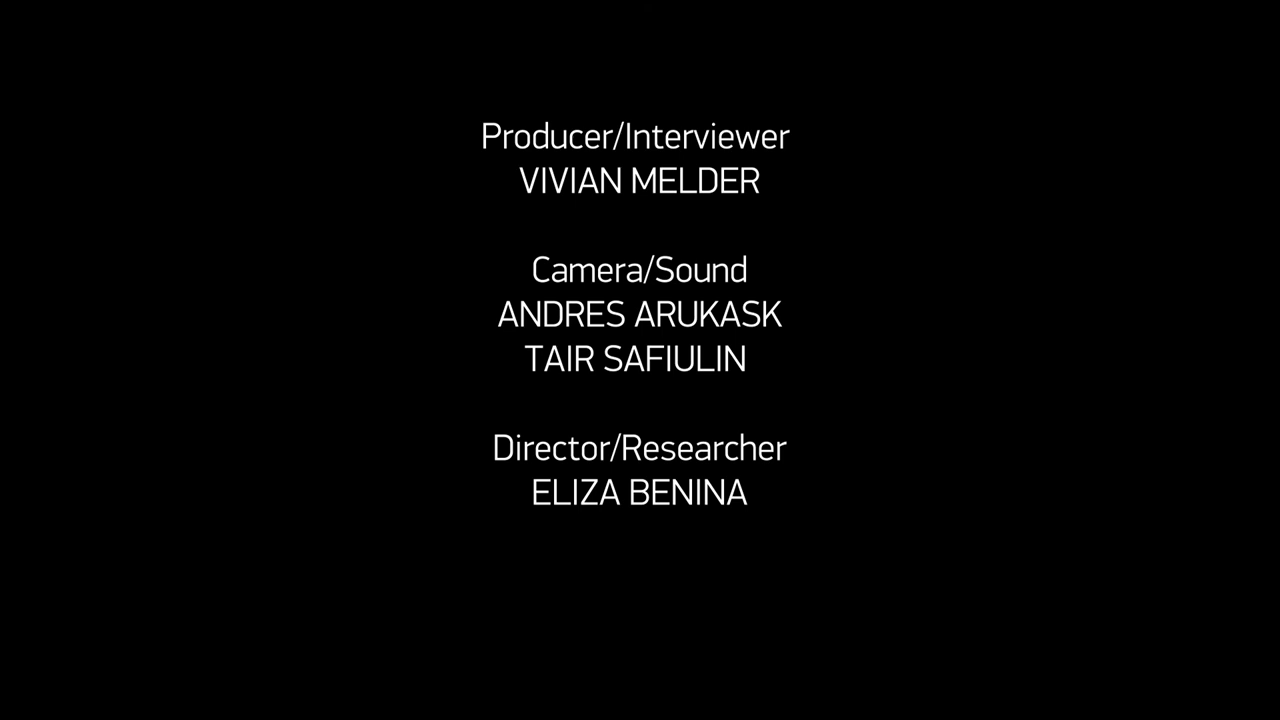 Producer/Interviewer
VIVIAN MELDER
Camera/Sound
ANDRES ARUKASK
TAIR SAFIULIN
Director/Researcher
ELIZA BENINA